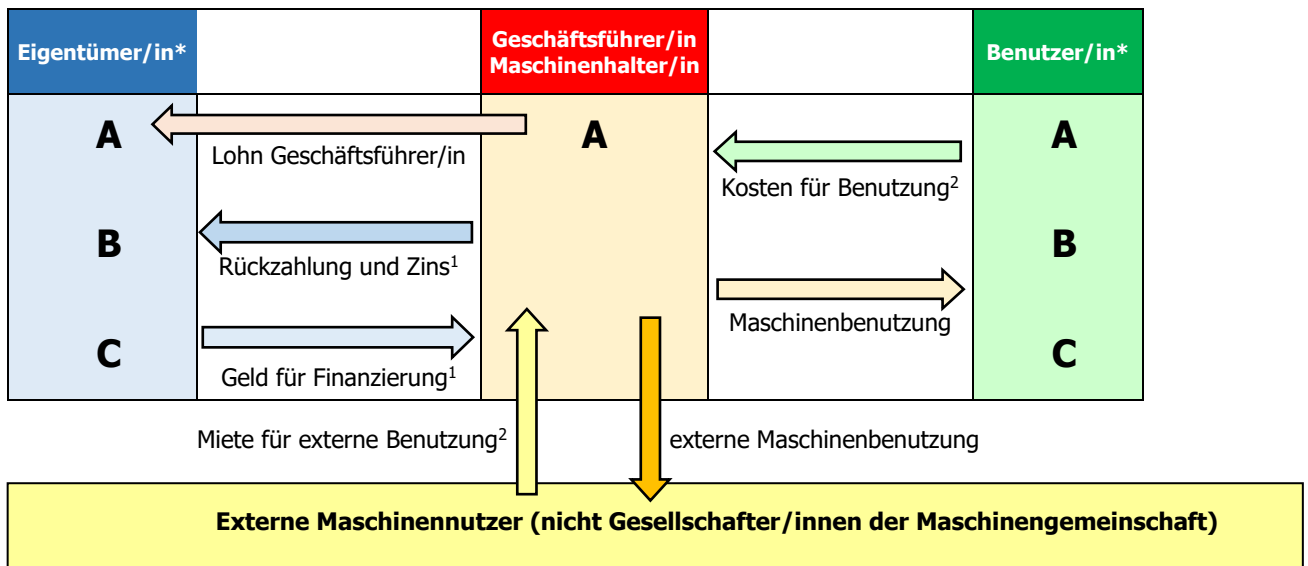 Eigentümer/in*
Geschäftsführer/in
Maschinenhalter/in
Benutzer/in*
A
A
A
Lohn Geschäftsführer/in
Kosten für Benutzung²
B
B
Rückzahlung und Zins¹
Maschinenbenutzung
C
C
Geld für Finanzierung¹
Miete für externe Benutzung²
externe Maschinenbenutzung
Externe Maschinennutzer (nicht Gesellschafter/innen der Maschinengemeinschaft)